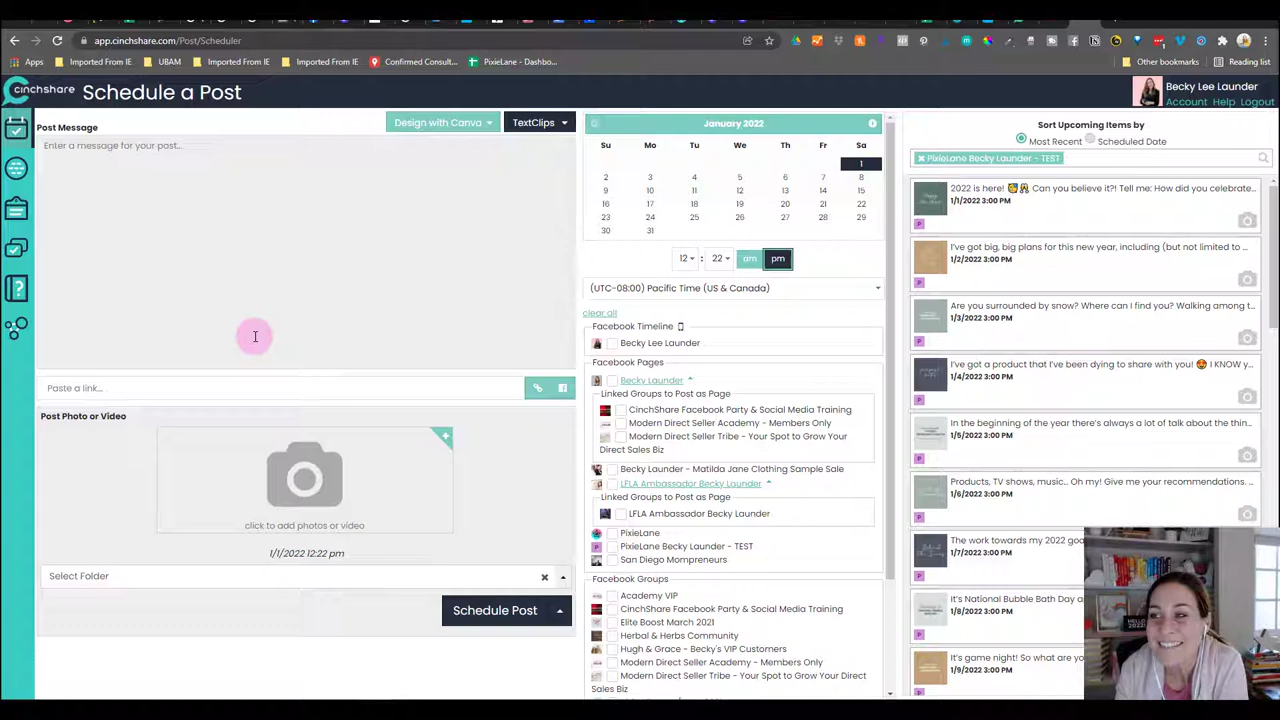 app.cinchshare.com/Post/Scheduler
Apps
Imported From IE
UBAM
Imported From IE
Imported From IE
Confirmed Consult...
PixieLane - Dashbo...
Other bookmarks
Reading list
cinchshare
Schedule a Post
Becky Lee Launder
Account Help Logout
Post Message
Design with Canva
TextClips
Enter a message for your post...
Paste a link...
Post Photo or Video
click to add photos or video
1/1/2022 12:22 pm
Select Folder
Schedule Post
January 2022
Su Mo Tu We Th Fr Sa
1
2 3 4 5 6 7 8
9 10 11 12 13 14 15
16 17 18 19 20 21 22
23 24 25 26 27 28 29
30 31
12 : 22 am pm
(UTC-08:00) Pacific Time (US & Canada)
clear all
Facebook Timeline
Becky Lee Launder
Facebook Pages
Becky Launder
Linked Groups to Post as Page
CinchShare Facebook Party & Social Media Training
Modern Direct Seller Academy - Members Only
Modern Direct Seller Tribe - Your Spot to Grow Your
Direct Sales Biz
Becky Launder - Matilda Jane Clothing Sample Sale
LFLA Ambassador Becky Launder
Linked Groups to Post as Page
LFLA Ambassador Becky Launder
PixieLane
PixieLane Becky Launder - TEST
San Diego Mompreneurs
Facebook Groups
Academy VIP
CinchShare Facebook Party & Social Media Training
Elite Boost March 2021
Herbal & Herbs Community
Hugh & Grace - Becky's VIP Customers
Modern Direct Seller Academy - Members Only
Modern Direct Seller Tribe - Your Spot to Grow Your Direct
Sales Biz
Sort Upcoming Items by
Most Recent
Scheduled Date
PixieLane Becky Launder - TEST
2022 is here! 🥳🥂 Can you believe it?! Tell me: How did you celebrate...
1/1/2022 3:00 PM
P
I've got big, big plans for this new year, including (but not limited to ...
1/2/2022 3:00 PM
P
Are you surrounded by snow? Where can I find you? Walking among t...
1/3/2022 3:00 PM
P
I've got a product that I've been dying to share with you! 🤩 I KNOW y...
1/4/2022 3:00 PM
P
In the beginning of the year there's always a lot of talk about the thin...
1/5/2022 3:00 PM
P
Products, TV shows, music... Oh my! Give me your recommendations. ...
1/6/2022 3:00 PM
P
The work towards my 2022 goa
1/7/2022 3:00 PM
P
It's National Bubble Bath Day a
1/8/2022 3:00 PM
P
It's game night! So what are yo
1/9/2022 3:00 PM
P
HELLO
2022!